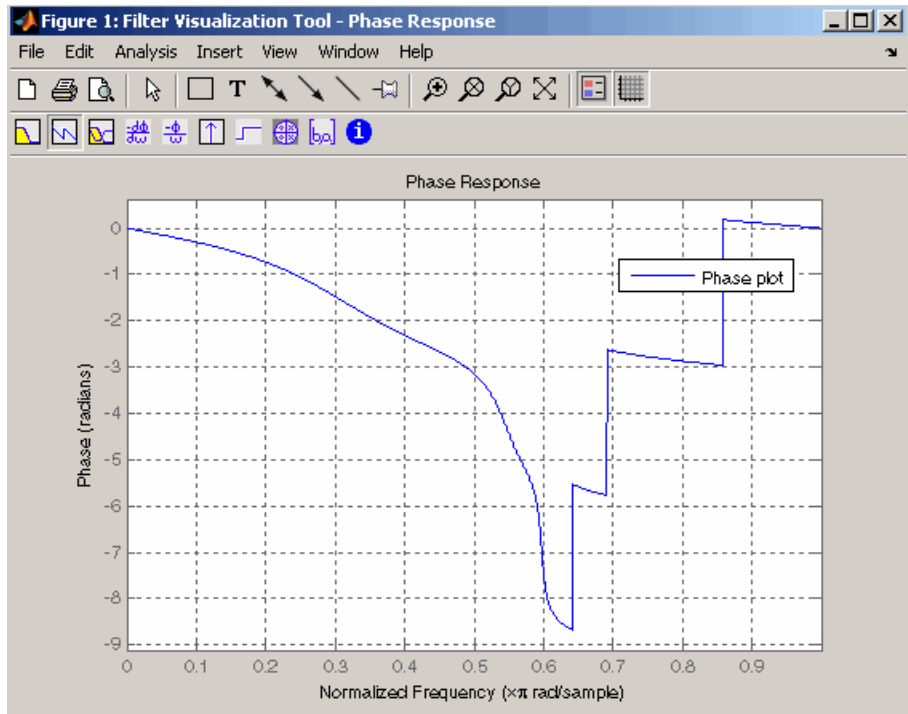 Figure 1: Filter Visualization Tool - Phase Response
File Edit Analysis Insert View Window Help
T
-dϕ
dω
-ϕ
ω
[b,a]
i
Phase Response
0
-1
-2
-3
-4
-5
-6
-7
-8
-9
Phase (radians)
Phase plot
0 0.1 0.2 0.3 0.4 0.5 0.6 0.7 0.8 0.9
Normalized Frequency (×π rad/sample)